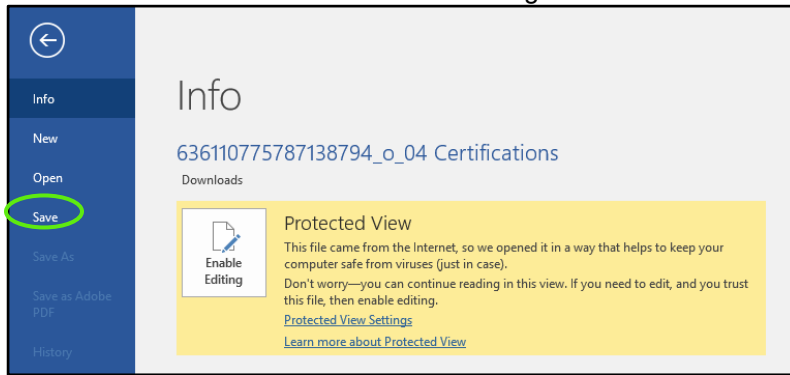 Info
New
Open
Save
Save As
Save as Adobe
PDF
History
Info
636110775787138794_o_04 Certifications
Downloads
Enable
Editing
Protected View
This file came from the Internet, so we opened it in a way that helps to keep your
computer safe from viruses (just in case).
Don't worry—you can continue reading in this view. If you need to edit, and you trust
this file, then enable editing.
Protected View Settings
Learn more about Protected View